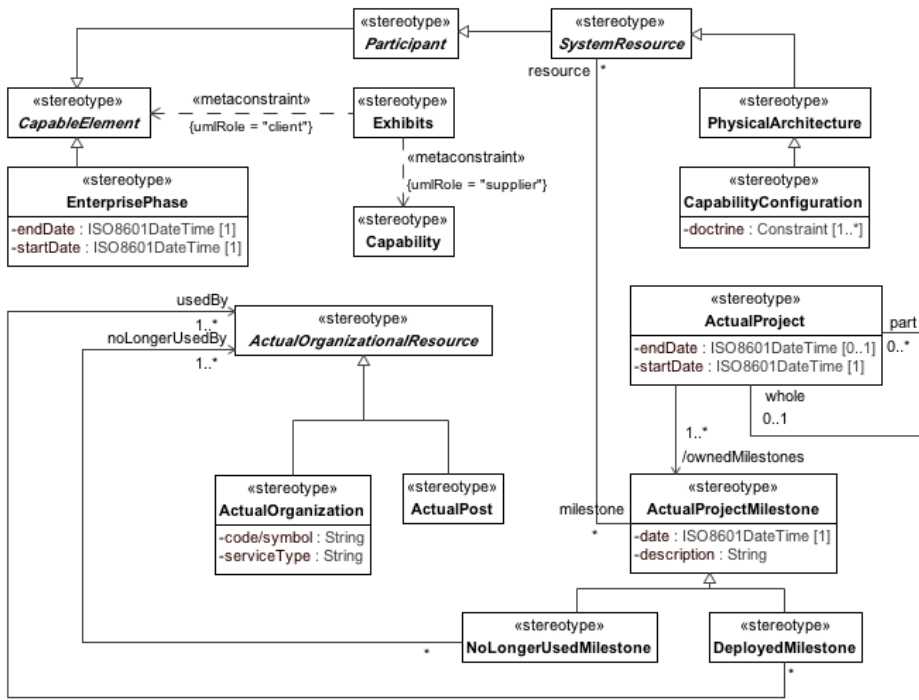 «stereotype»
Participant
«stereotype»
SystemResource
resource
*
«stereotype»
CapableElement
«metaconstraint»
{umlRole = "client"}
«stereotype»
Exhibits
«stereotype»
PhysicalArchitecture
«metaconstraint»
{umlRole = "supplier"}
«stereotype»
EnterprisePhase
-endDate : ISO8601DateTime [1]
-startDate : ISO8601DateTime [1]
«stereotype»
Capability
«stereotype»
CapabilityConfiguration
-doctrine : Constraint [1..*]
usedBy
1..*
noLongerUsedBy
1..*
«stereotype»
ActualOrganizationalResource
«stereotype»
ActualProject
-endDate : ISO8601DateTime [0..1]
-startDate : ISO8601DateTime [1]
part
0..*
whole
0..1
1..*
/ownedMilestones
«stereotype»
ActualOrganization
-code/symbol : String
-serviceType : String
«stereotype»
ActualPost
milestone
*
«stereotype»
ActualProjectMilestone
-date : ISO8601DateTime [1]
-description : String
«stereotype»
NoLongerUsedMilestone
*
«stereotype»
DeployedMilestone
*